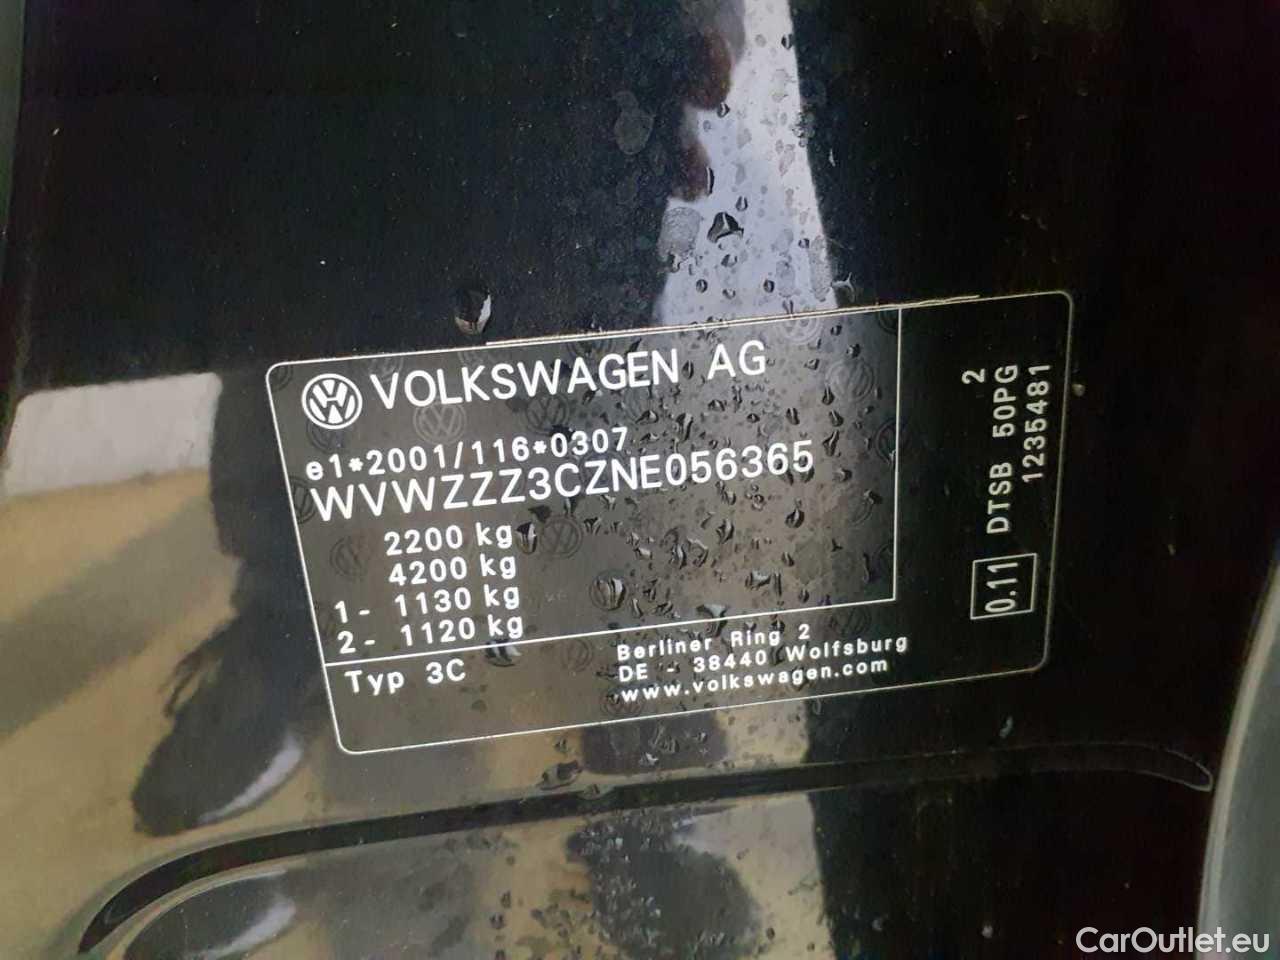 VOLKSWAGEN AG
e1*2001/116*0307
WVWZZZ3CZNE056365
2200 kg
4200 kg
1 - 1130 kg
2 - 1120 kg
Typ 3C
Berliner Ring 2
DE - 38440 Wolfsburg
www.volkswagen.com
2
0.11 DTSB 50PG
1235481
CarOutlet.eu